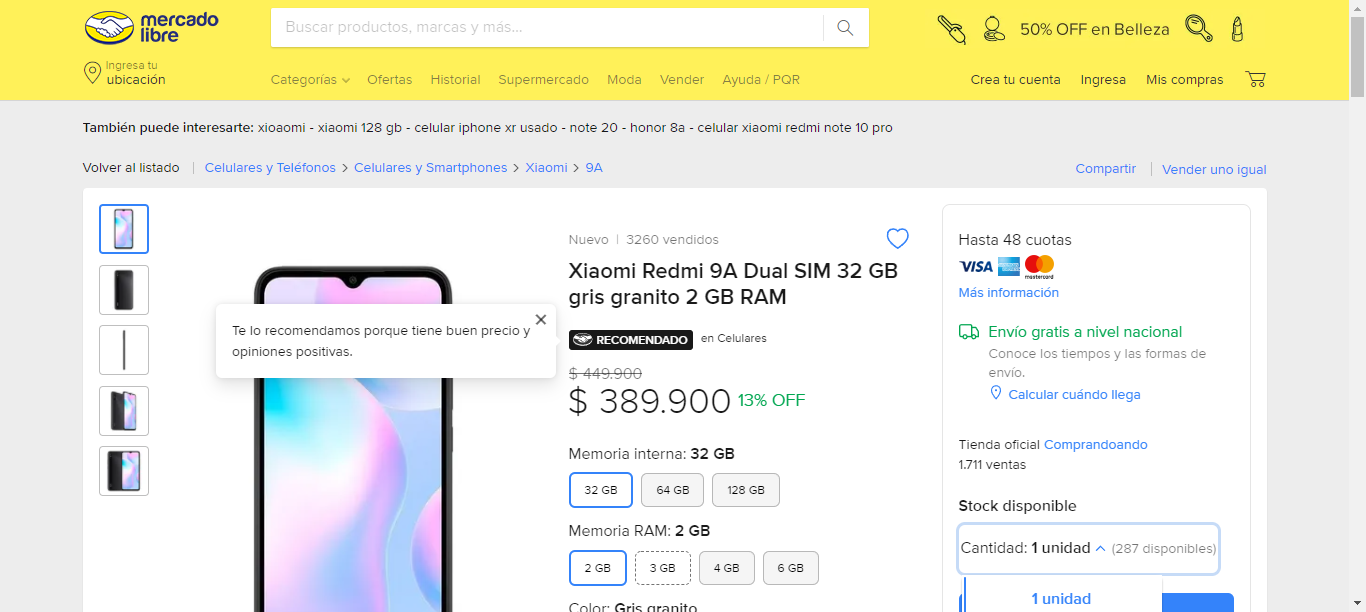 mercado
libre
Buscar productos, marcas y más...
50% OFF en Belleza
Ingresa tu
ubicación
Categorías
Ofertas
Historial
Supermercado
Moda
Vender
Ayuda / PQR
Crea tu cuenta
Ingresa
Mis compras
También puede interesarte: xioaomi - xiaomi 128 gb - celular iphone xr usado - note 20 - honor 8a - celular xiaomi redmi note 10 pro
Volver al listado | Celulares y Teléfonos > Celulares y Smartphones > Xiaomi > 9A
Compartir | Vender uno igual
Te lo recomendamos porque tiene buen precio y
opiniones positivas.
Nuevo | 3260 vendidos
Xiaomi Redmi 9A Dual SIM 32 GB
gris granito 2 GB RAM
RECOMENDADO en Celulares
$ 449.900
$ 389.900 13% OFF
Memoria interna: 32 GB
32 GB
64 GB
128 GB
Memoria RAM: 2 GB
2 GB
3 GB
4 GB
6 GB
Color: Gris granito
Hasta 48 cuotas
VISA
mastercard
Más información
Envío gratis a nivel nacional
Conoce los tiempos y las formas de
envío.
Calcular cuándo llega
Tienda oficial Comprandoando
1.711 ventas
Stock disponible
Cantidad: 1 unidad (287 disponibles)
1 unidad